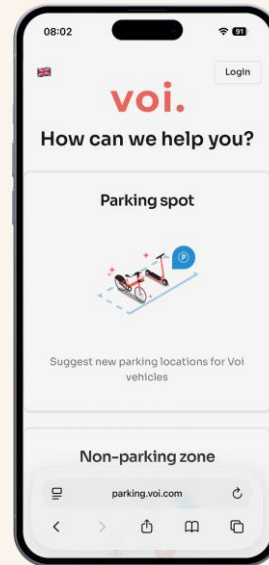 08:02
91
Login
voi.
How can we help you?
Parking spot
P
Suggest new parking locations for Voi
vehicles
Non-parking zone
parking.voi.com